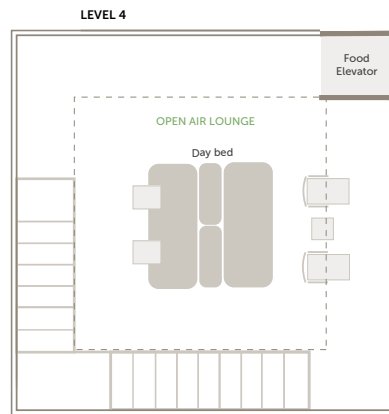 LEVEL 4
Food
Elevator
OPEN AIR LOUNGE
Day bed